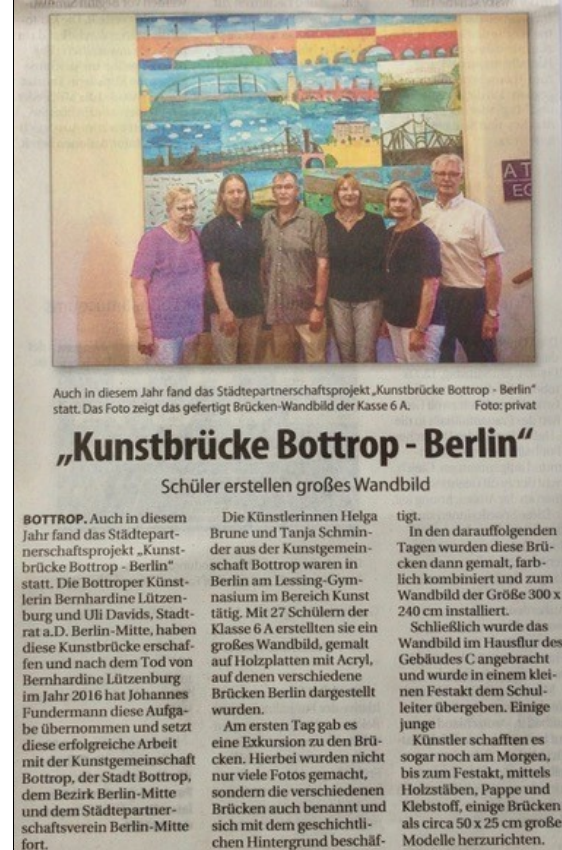 A T
EC
Auch in diesem Jahr fand das Städtepartnerschaftsprojekt „Kunstbrücke Bottrop - Berlin“
statt. Das Foto zeigt das gefertigt Brücken-Wandbild der Kasse 6 A. Foto: privat
„Kunstbrücke Bottrop - Berlin“
Schüler erstellen großes Wandbild
BOTTROP. Auch in diesem
Jahr fand das Städtepart-
nerschaftsprojekt „Kunst-
brücke Bottrop - Berlin”
statt. Die Bottroper Künst-
lerin Bernhardine Lützen-
burg und Uli Davids, Stadt-
rat a.D. Berlin-Mitte, haben
diese Kunstbrücke erschaf-
fen und nach dem Tod von
Bernhardine Lützenburg
im Jahr 2016 hat Johannes
Fundermann diese Aufga-
be übernommen und setzt
diese erfolgreiche Arbeit
mit der Kunstgemeinschaft
Bottrop, der Stadt Bottrop,
dem Bezirk Berlin-Mitte
und dem Städtepartner-
schaftsverein Berlin-Mitte
fort.
Die Künstlerinnen Helga
Brune und Tanja Schmin-
der aus der Kunstgemein-
schaft Bottrop waren in
Berlin am Lessing-Gym-
nasium im Bereich Kunst
tätig. Mit 27 Schülern der
Klasse 6 A erstellten sie ein
großes Wandbild, gemalt
auf Holzplatten mit Acryl,
auf denen verschiedene
Brücken Berlin dargestellt
wurden.
Am ersten Tag gab es
eine Exkursion zu den Brü-
cken. Hierbei wurden nicht
nur viele Fotos gemacht,
sondern die verschiedenen
Brücken auch benannt und
sich mit dem geschichtli-
chen Hintergrund beschäf-
tigt.
In den darauffolgenden
Tagen wurden diese Brü-
cken dann gemalt, farb-
lich kombiniert und zum
Wandbild der Größe 300 x
240 cm installiert.
Schließlich wurde das
Wandbild im Hausflur des
Gebäudes C angebracht
und wurde in einem klei-
nen Festakt dem Schul-
leiter übergeben. Einige
junge
Künstler schafften es
sogar noch am Morgen,
bis zum Festakt, mittels
Holzstäben, Pappe und
Klebstoff, einige Brücken
als circa 50 x 25 cm große
Modelle herzurichten.